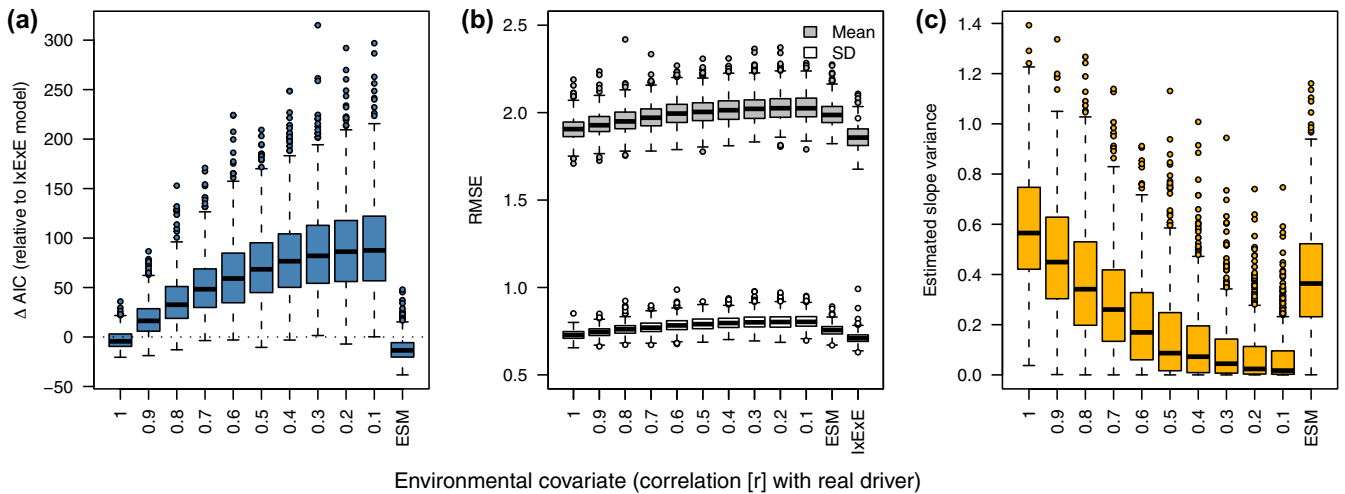 (a)
Δ AIC (relative to IxExE model)
300
250
200
150
100
50
0
−50
1 0.9 0.8 0.7 0.6 0.5 0.4 0.3 0.2 0.1 ESM
(b)
RMSE
2.5
2.0
1.5
1.0
0.5
Mean
SD
1 0.9 0.8 0.7 0.6 0.5 0.4 0.3 0.2 0.1 ESM IxExE
(c)
Estimated slope variance
1.4
1.2
1.0
0.8
0.6
0.4
0.2
0.0
1 0.9 0.8 0.7 0.6 0.5 0.4 0.3 0.2 0.1 ESM
Environmental covariate (correlation [r] with real driver)